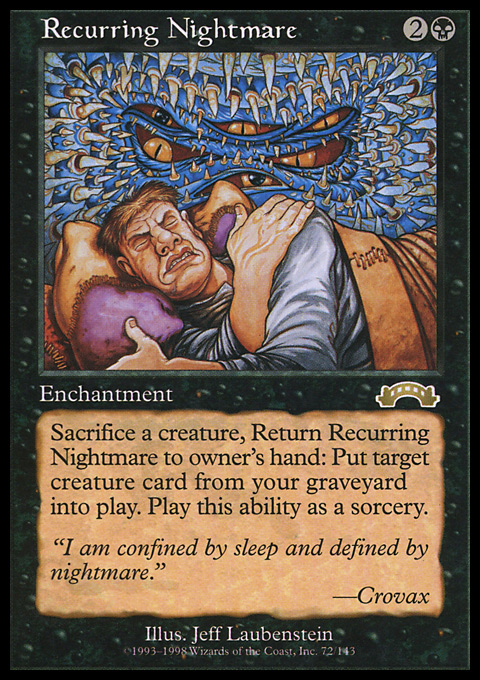 Recurring Nightmare 2
Enchantment
Sacrifice a creature, Return Recurring
Nightmare to owner's hand: Put target
creature card from your graveyard
into play. Play this ability as a sorcery.
“I am confined by sleep and defined by
nightmare.”
—Crovax
Illus. Jeff Laubenstein
©1993–1998 Wizards of the Coast, Inc. 72/143